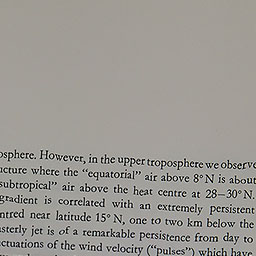 osphere. However, in the upper troposphere we observe
ucture where the "equatorial" air above 8° N is about
subtropical" air above the heat centre at 28–30° N.
gradient is correlated with an extremely persistent
ntred near latitude 15° N, one to two km below the
asterly jet is of a remarkable persistence from day to
ctuations of the wind velocity ("pulses") which have